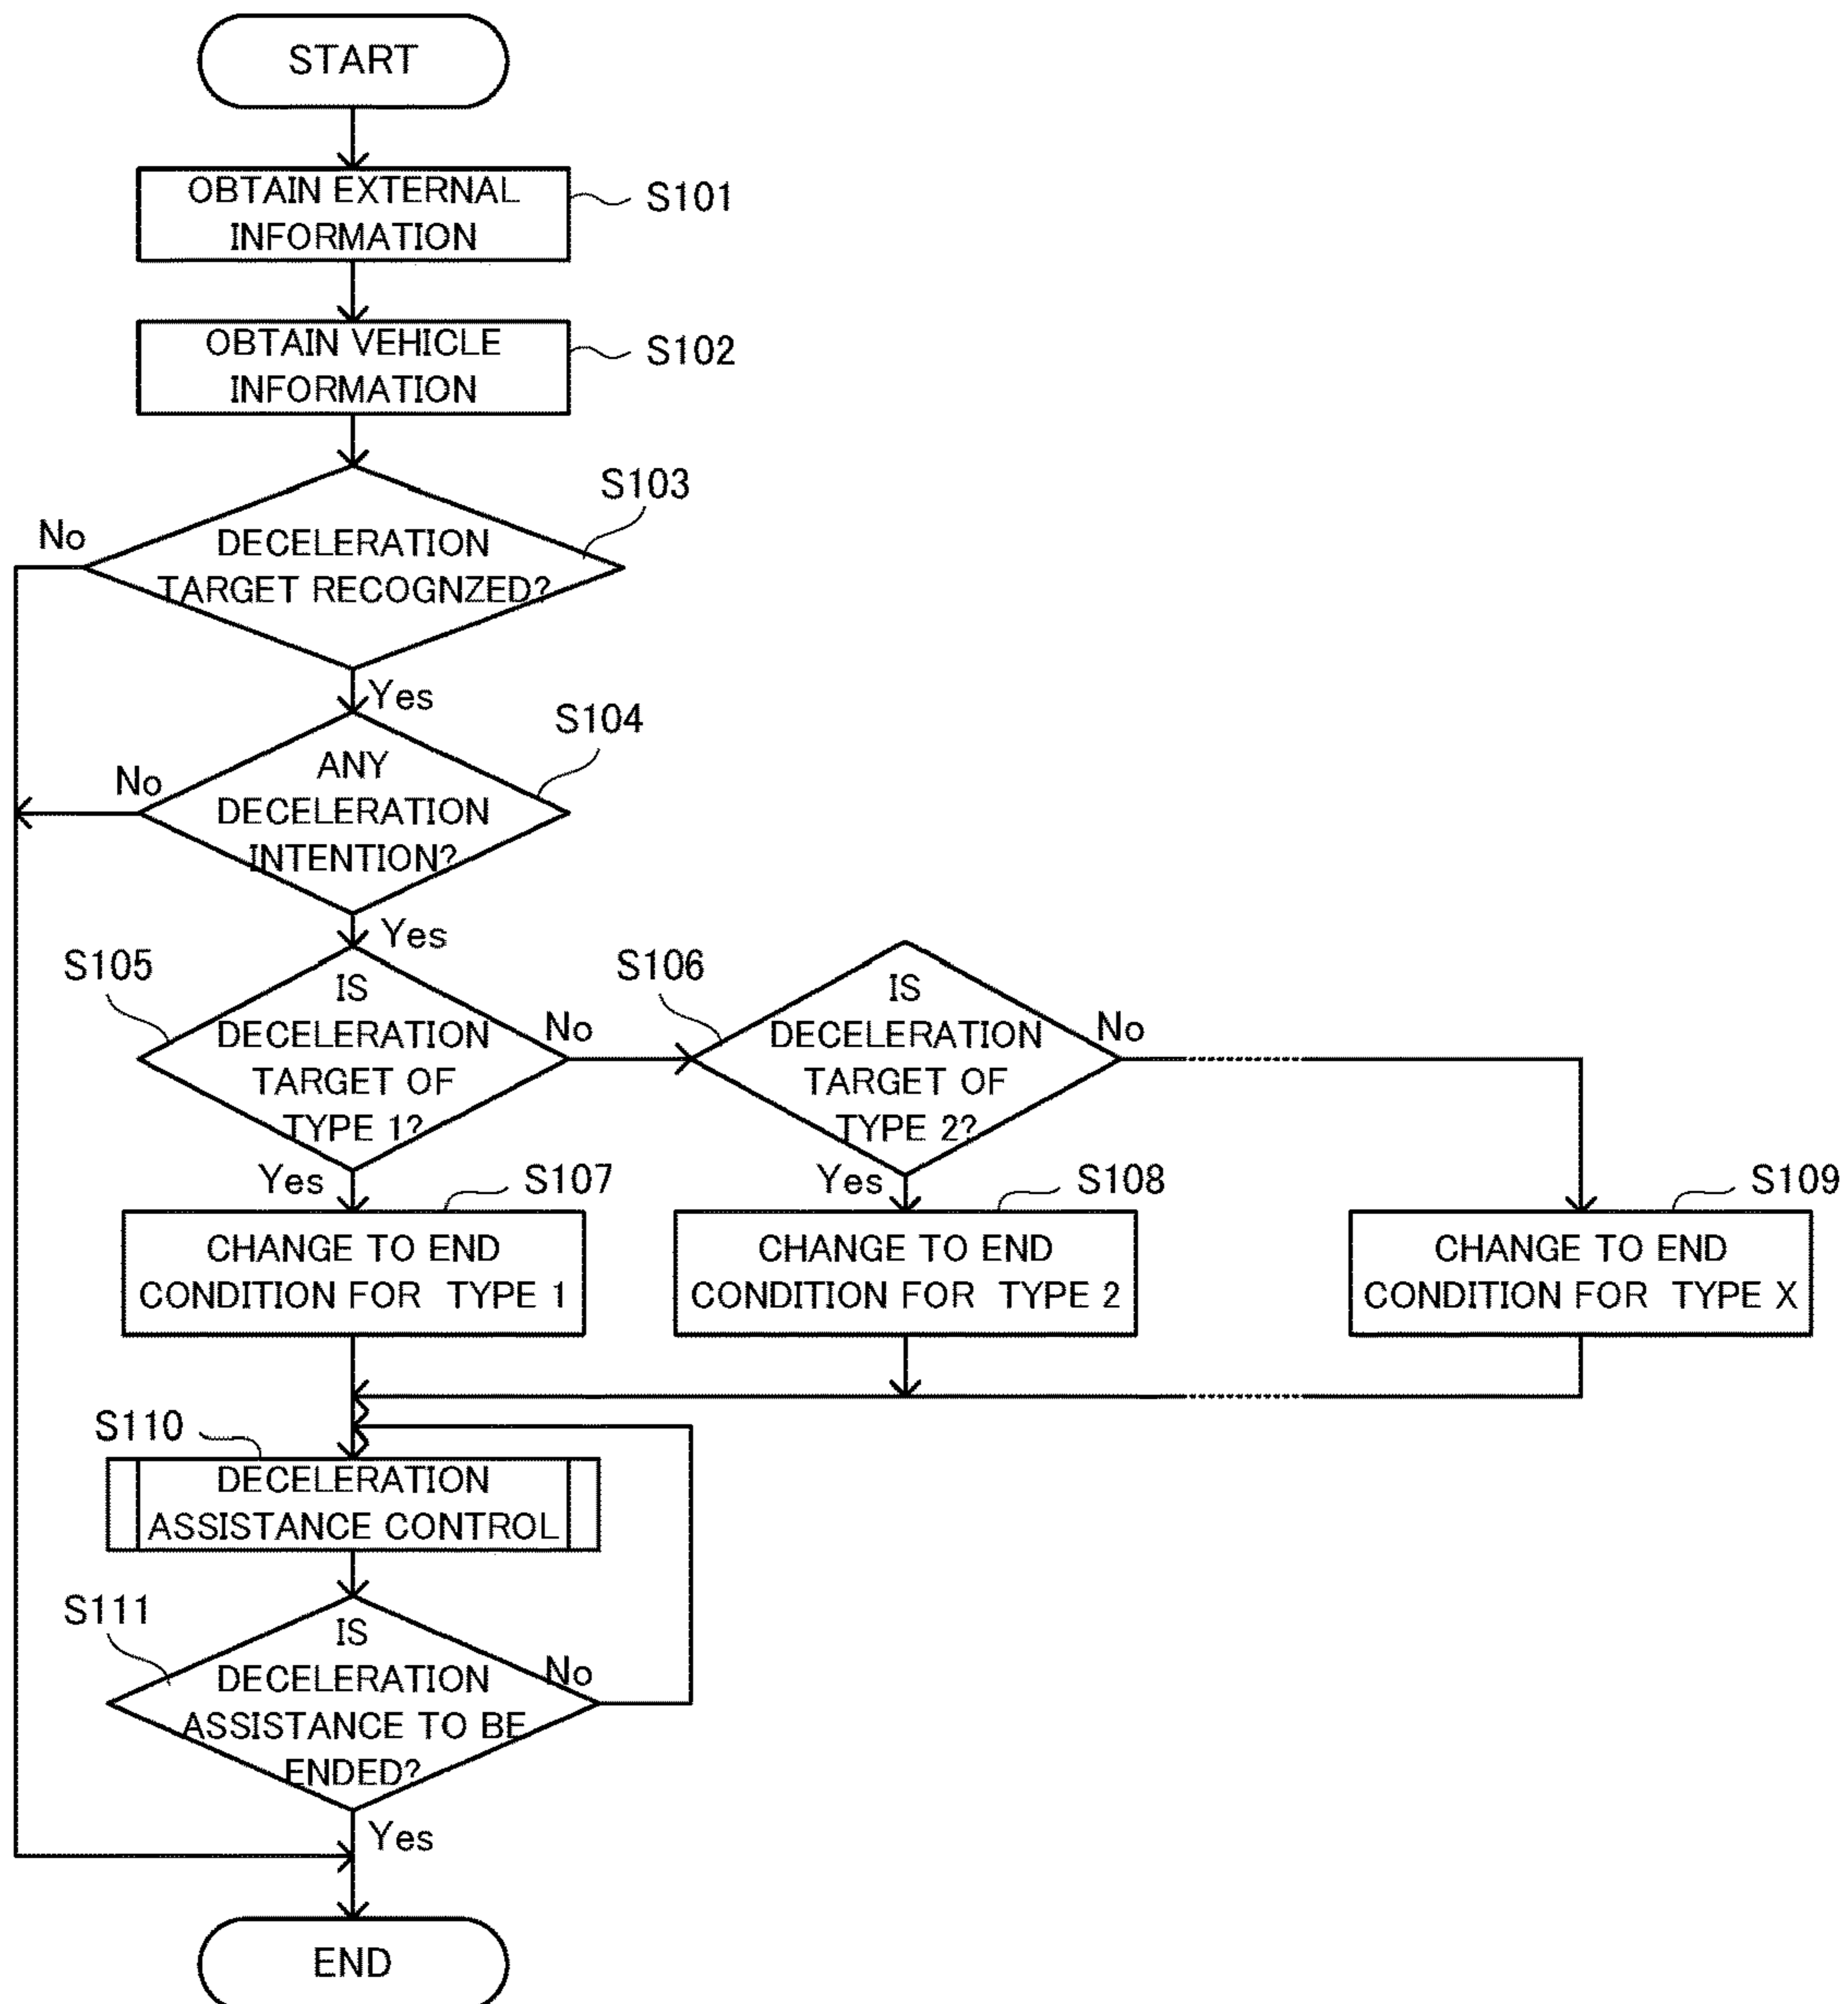 START
OBTAIN EXTERNAL
INFORMATION
S101
OBTAIN VEHICLE
INFORMATION
S102
S103
No
DECELERATION
TARGET RECOGNZED?
Yes
S104
No
ANY
DECELERATION
INTENTION?
Yes
S105
IS
DECELERATION
TARGET OF
TYPE 1?
No
S106
IS
DECELERATION
TARGET OF
TYPE 2?
No
Yes
S107
Yes
S108
S109
CHANGE TO END
CONDITION FOR TYPE 1
CHANGE TO END
CONDITION FOR TYPE 2
CHANGE TO END
CONDITION FOR TYPE X
S110
DECELERATION
ASSISTANCE CONTROL
S111
IS
DECELERATION
ASSISTANCE TO BE
ENDED?
No
Yes
END